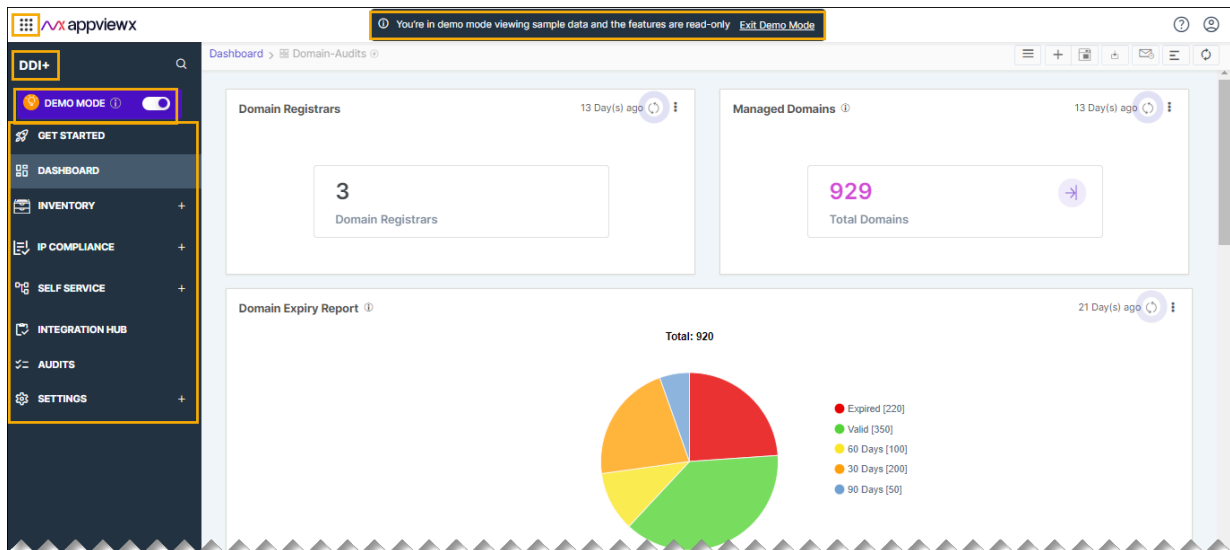 appviewx
You're in demo mode viewing sample data and the features are read-only Exit Demo Mode
DDI+
Dashboard > Domain-Audits
DEMO MODE
GET STARTED
DASHBOARD
INVENTORY +
IP COMPLIANCE +
SELF SERVICE +
INTEGRATION HUB
AUDITS
SETTINGS +
Domain Registrars 13 Day(s) ago
3
Domain Registrars
Managed Domains 13 Day(s) ago
929
Total Domains
Domain Expiry Report 21 Day(s) ago
Total: 920
Expired [220]
Valid [350]
60 Days [100]
30 Days [200]
90 Days [50]